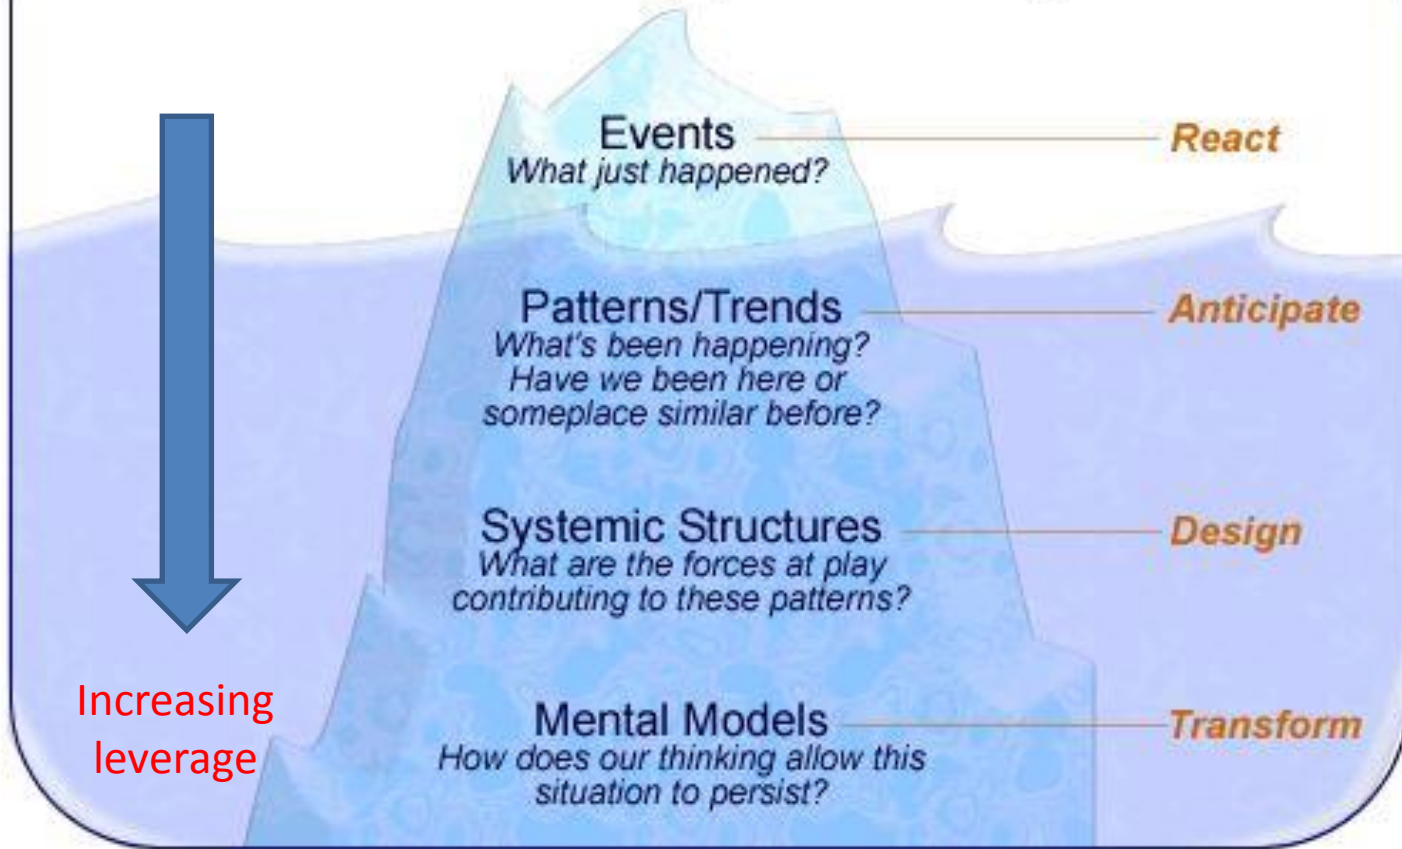 Events
React
What just happened?
Patterns/Trends
Anticipate
What's been happening?
Have we been here or
someplace similar before?
Systemic Structures
Design
What are the forces at play
contributing to these patterns?
Increasing
leverage
Mental Models
Transform
How does our thinking allow this
situation to persist?